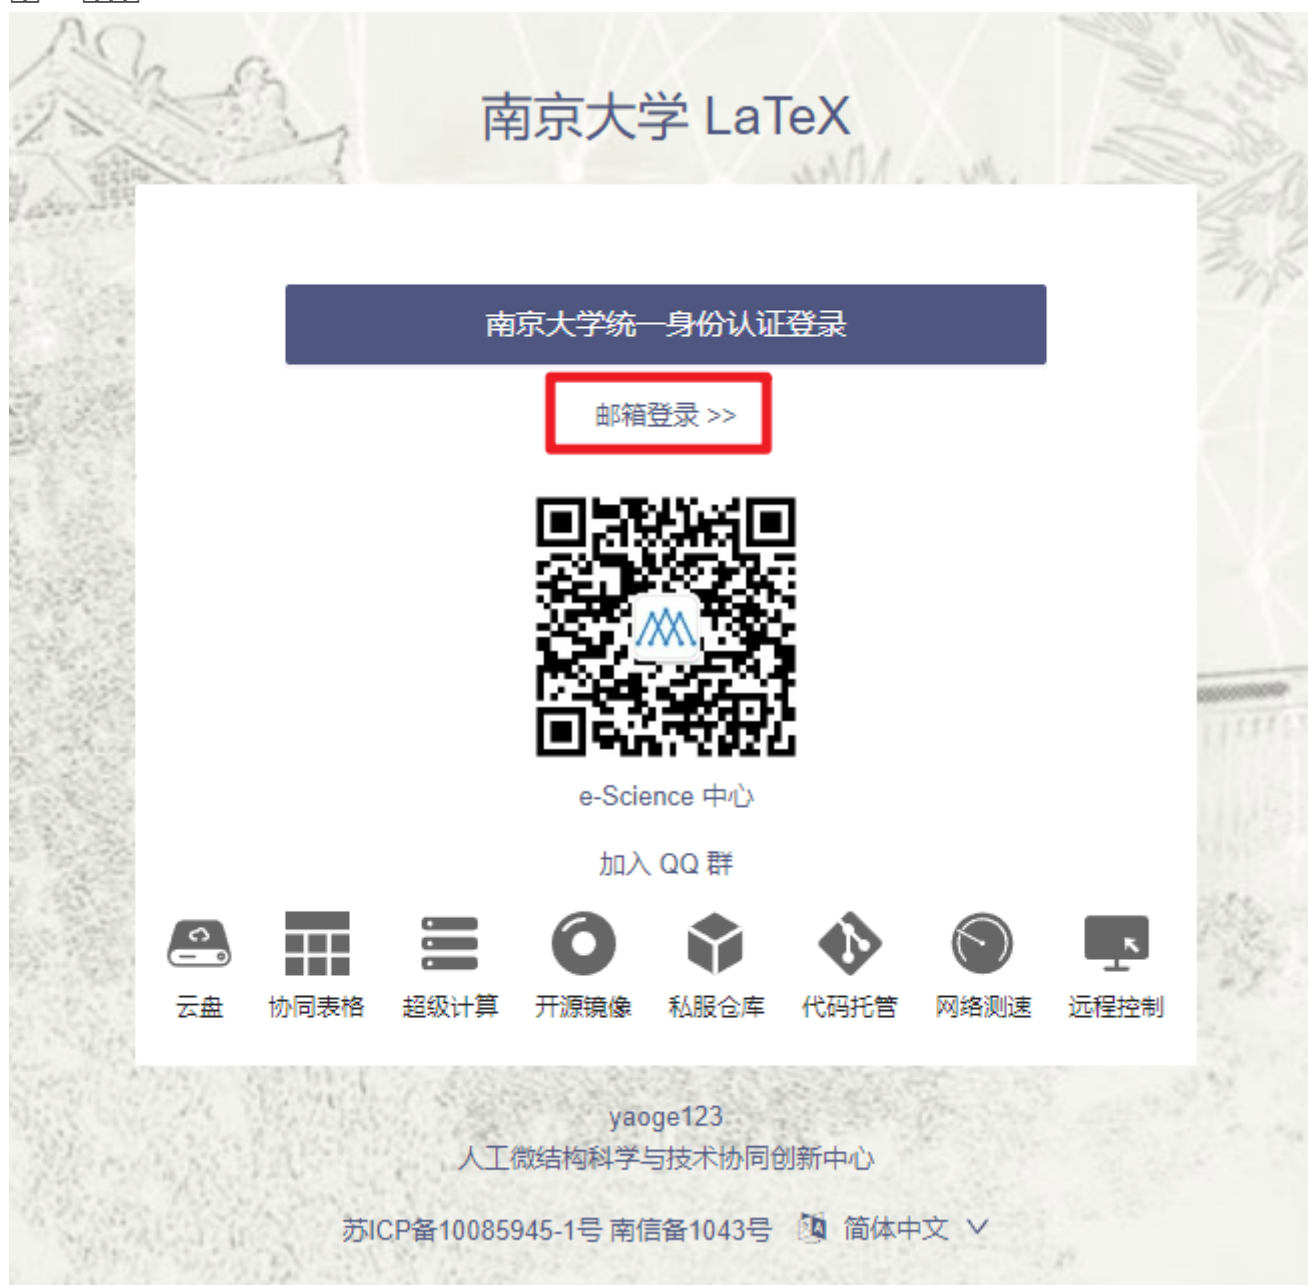 南京大学 LaTeX
南京大学统一身份认证登录
邮箱登录 >>
e-Science 中心
加入 QQ 群
云盘 协同表格 超级计算 开源镜像 私服仓库 代码托管 网络测速 远程控制
yaoge123
人工微结构科学与技术协同创新中心
苏ICP备10085945-1号 南信备1043号 简体中文